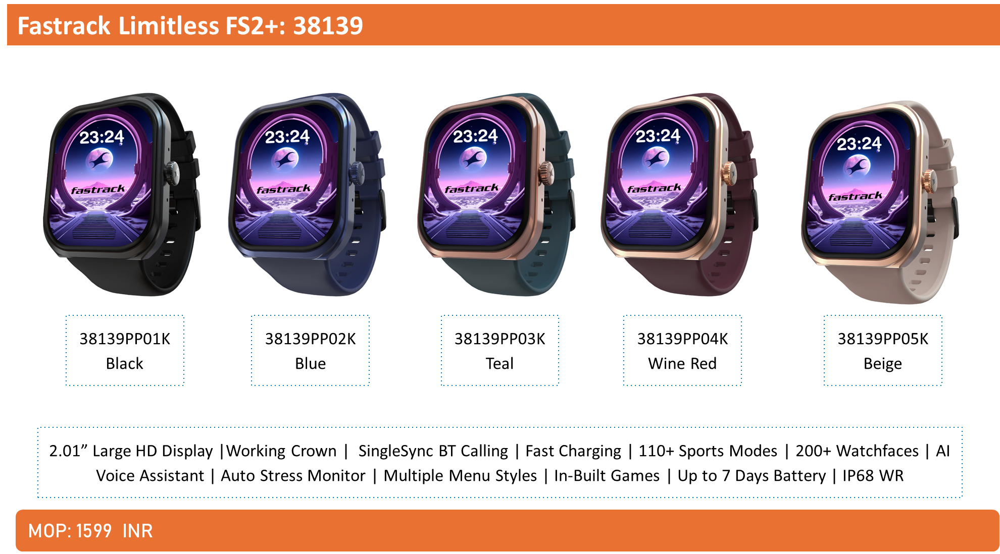 Fastrack Limitless FS2+: 38139
23:24
fastrack
23:24
fastrack
23:24
fastrack
23:24
fastrack
23:24
fastrack
38139PP01K
Black
38139PP02K
Blue
38139PP03K
Teal
38139PP04K
Wine Red
38139PP05K
Beige
2.01” Large HD Display |Working Crown | SingleSync BT Calling | Fast Charging | 110+ Sports Modes | 200+ Watchfaces | AI
Voice Assistant | Auto Stress Monitor | Multiple Menu Styles | In-Built Games | Up to 7 Days Battery | IP68 WR
MOP: 1599 INR